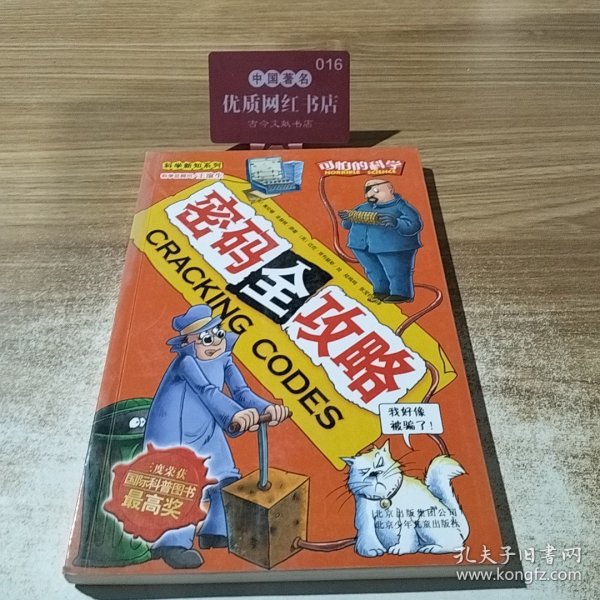 016
中国著名
优质网红书店
古今文献书店
科学新知系列
可怕的科学
HORRIBLE SCIENCE
密码全攻略
CRACKING CODES
我好像
被骗了!
三度荣获
国际科普图书
最高奖
北京出版集团公司
北京少年儿童出版社
孔夫子旧书网
www.kongfz.com